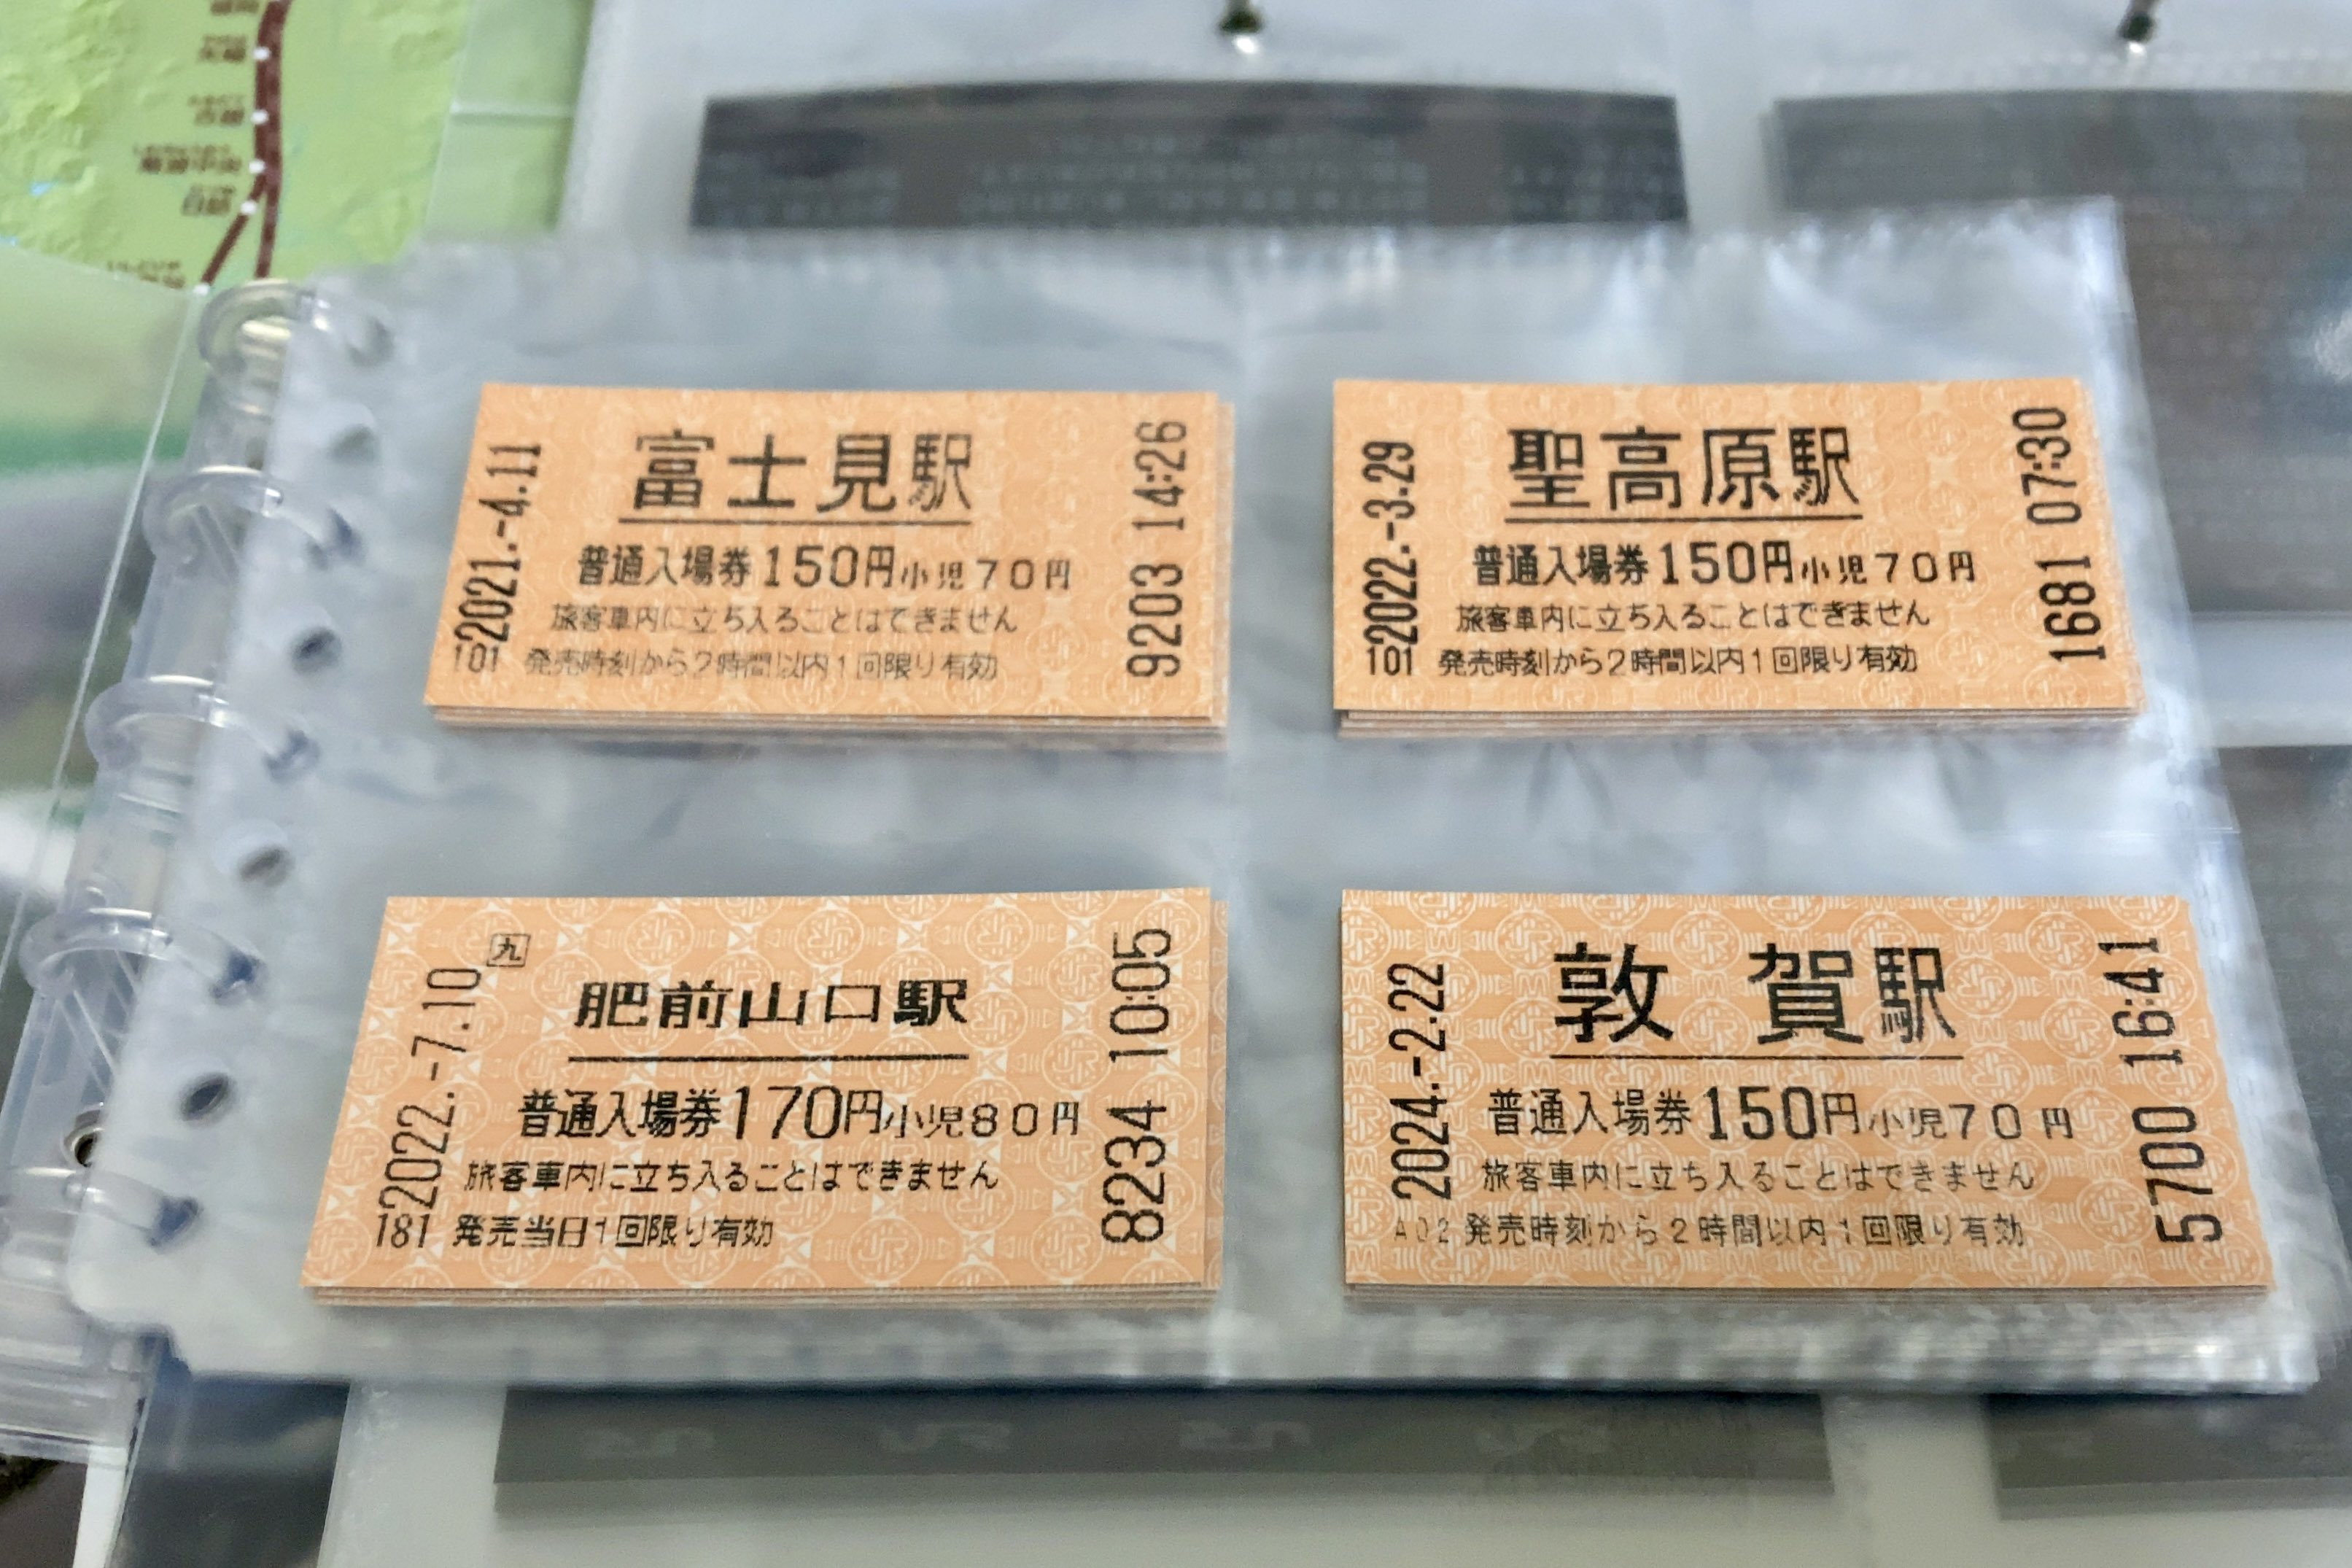 富士見駅
普通入場券150円小児70円
旅客車内に立ち入ることはできません
発売時刻から2時間以内1回限り有効
2021.-4.11
101
9203 14:26
聖高原駅
普通入場券150円小児70円
旅客車内に立ち入ることはできません
発売時刻から2時間以内1回限り有効
2022.-3.29
101
1681 07:30
九
肥前山口駅
普通入場券170円小児80円
旅客車内に立ち入ることはできません
発売当日1回限り有効
2022.-7.10
181
8234 10:05
敦賀駅
普通入場券150円小児70円
旅客車内に立ち入ることはできません
A02 発売時刻から2時間以内1回限り有効
2024.-2.22
5700 16:41